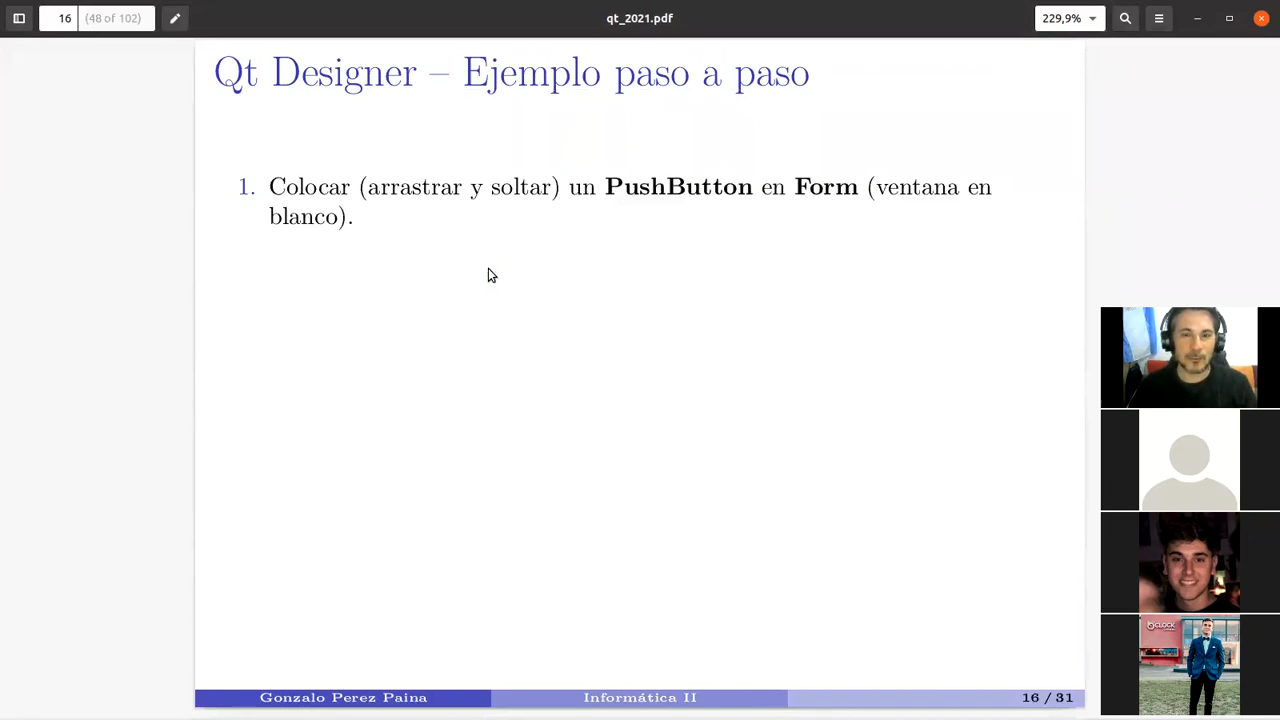 16 (48 of 102)
qt_2021.pdf
229,9%
Qt Designer – Ejemplo paso a paso
1. Colocar (arrastrar y soltar) un PushButton en Form (ventana en
blanco).
CLOCK
Gonzalo Perez Paina
Informática II
16 / 31